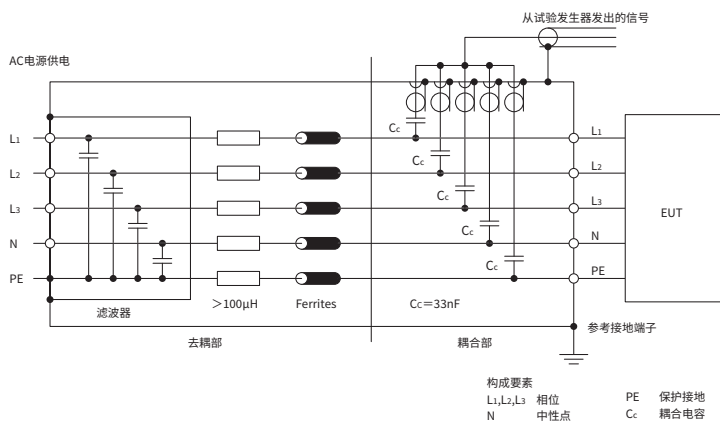 从试验发生器发出的信号
AC电源供电
Cc
Cc
Cc
Cc
Cc
L1
L2
L3
N
PE
L1
L2
L3
N
PE
EUT
滤波器
>100μH
Ferrites
Cc=33nF
参考接地端子
去耦部
耦合部
构成要素
L1,L2,L3 相位
N 中性点
PE 保护接地
Cc 耦合电容